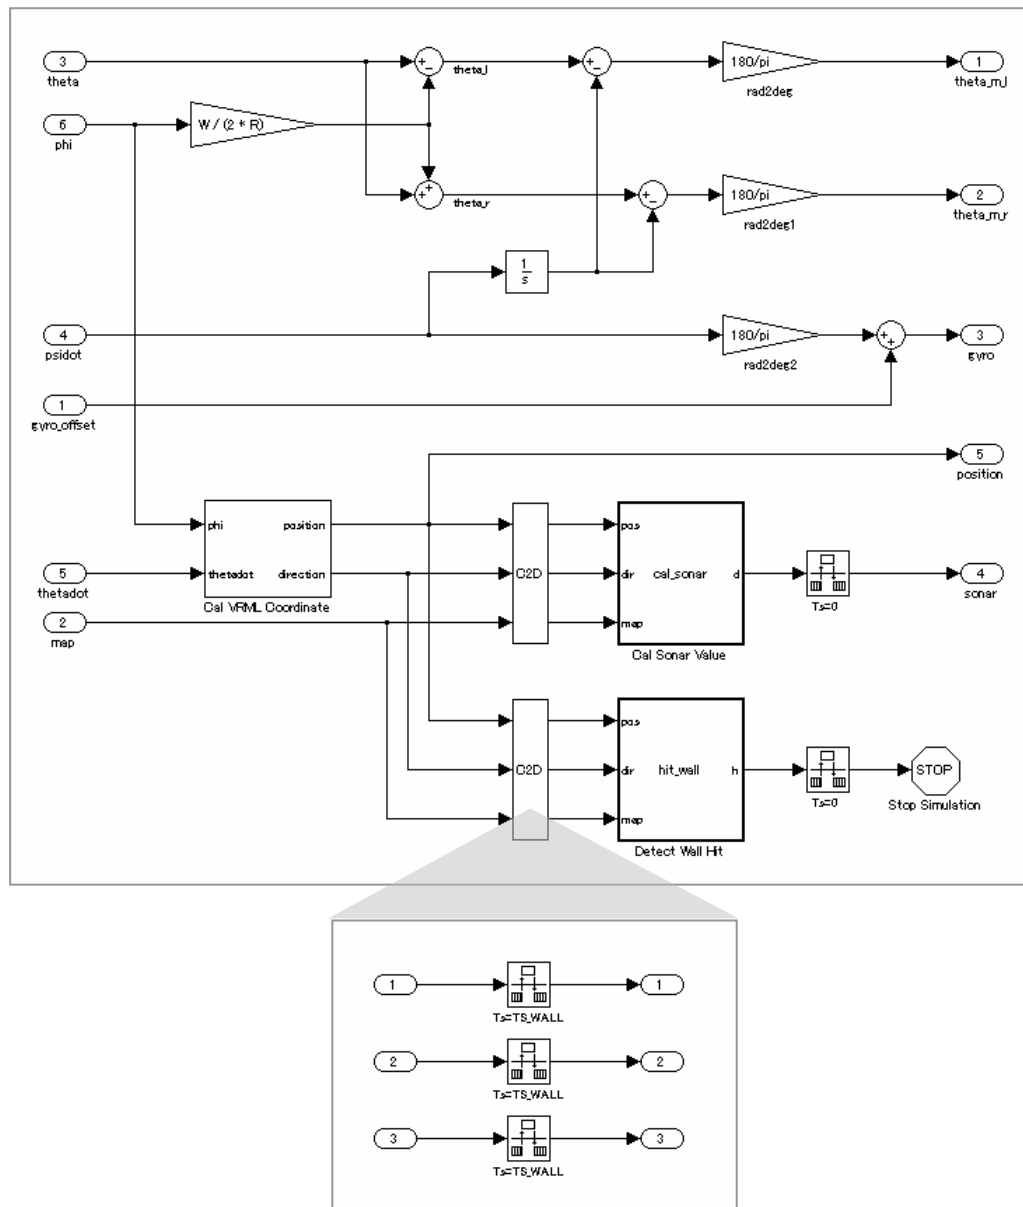 3
theta
+
−
theta_l
+
−
180/pi
rad2deg
1
theta_m_l
6
phi
W / (2 * R)
+
+
theta_r
+
−
180/pi
rad2deg1
2
theta_m_r
1
s
4
psidot
180/pi
rad2deg2
+
+
3
gyro
1
gyro_offset
5
position
phi
position
pos
5
thetadot
thetadot
direction
C2D
dir
cal_sonar
d
Ts=0
4
sonar
Cal VRML Coordinate
2
map
map
Cal Sonar Value
pos
C2D
dir
hit_wall
h
Ts=0
STOP
Stop Simulation
map
Detect Wall Hit
1
Ts=TS_WALL
1
2
Ts=TS_WALL
2
3
Ts=TS_WALL
3